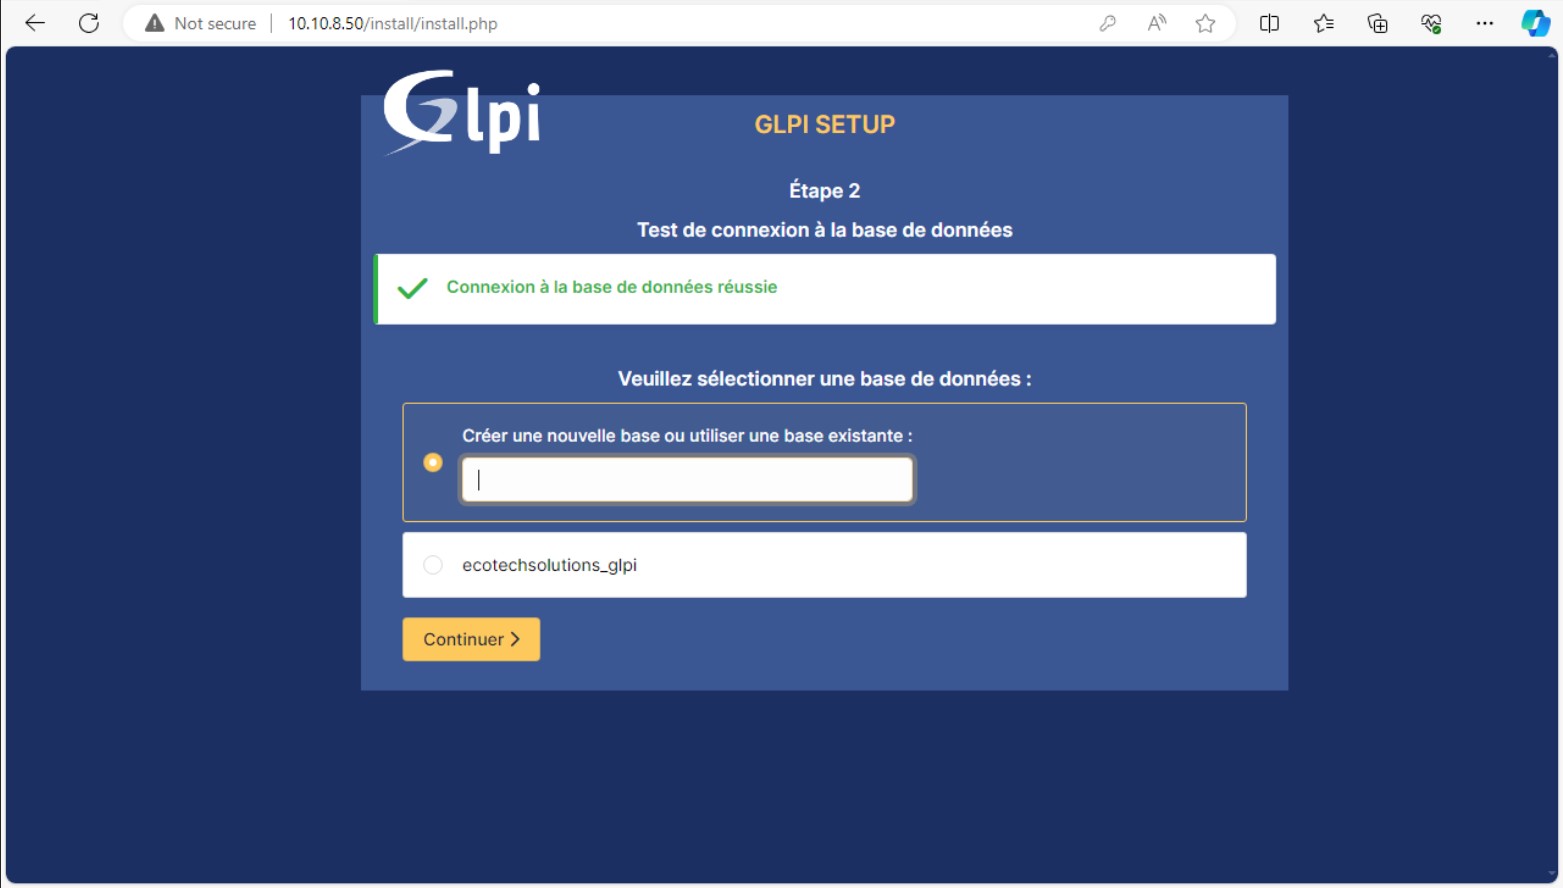 Not secure | 10.10.8.50/install/install.php
Glpi
GLPI SETUP
Étape 2
Test de connexion à la base de données
Connexion à la base de données réussie
Veuillez sélectionner une base de données :
Créer une nouvelle base ou utiliser une base existante :
ecotechsolutions_glpi
Continuer